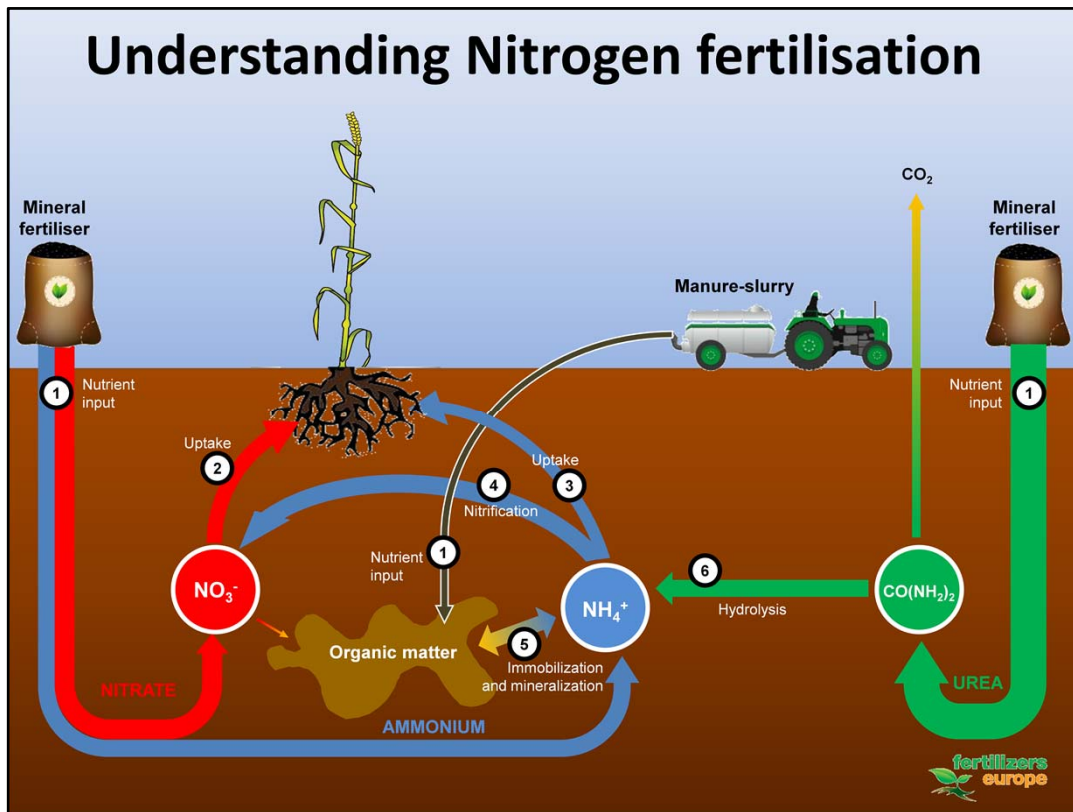 Understanding Nitrogen fertilisation
Mineral
fertiliser
CO₂
Mineral
fertiliser
Manure-slurry
1
Nutrient
input
Nutrient
input
1
Uptake
2
Uptake
3
4
Nitrification
Nutrient
input
1
6
Hydrolysis
NO₃⁻
NH₄⁺
CO(NH₂)₂
Organic matter
5
Immobilization
and mineralization
NITRATE
AMMONIUM
UREA
fertilizers
europe